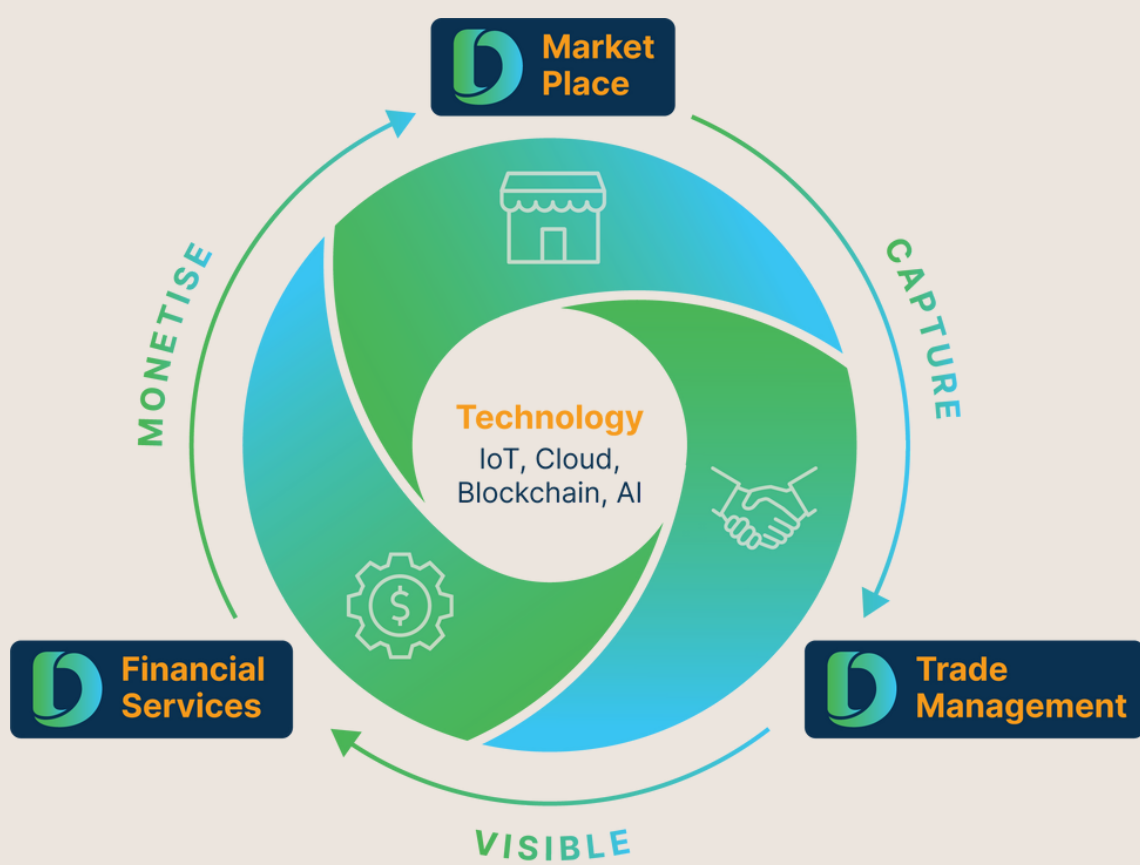 Market
Place
CAPTURE
MONETISE
Technology
IoT, Cloud,
Blockchain, AI
$
Financial
Services
Trade
Management
VISIBLE